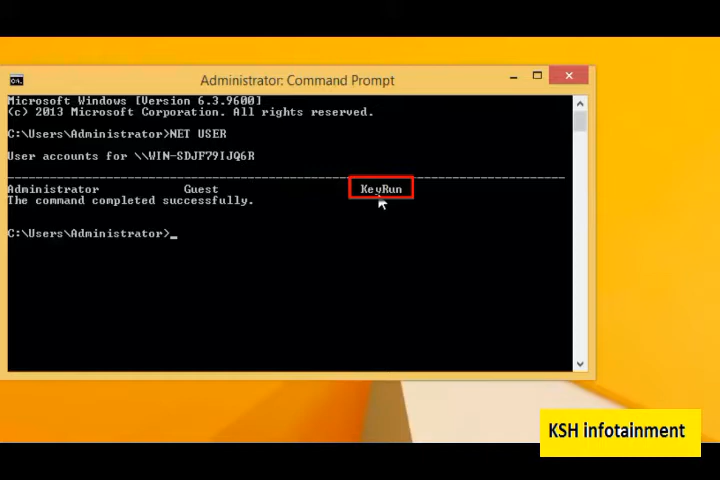 Administrator: Command Prompt
Microsoft Windows [Version 6.3.9600]
(c) 2013 Microsoft Corporation. All rights reserved.
C:\Users\Administrator>NET USER
User accounts for \\WIN-SDJF79IJQ6R
-------------------------------------------------------------------------------
Administrator Guest KeyRun
The command completed successfully.
C:\Users\Administrator>_
KSH infotainment